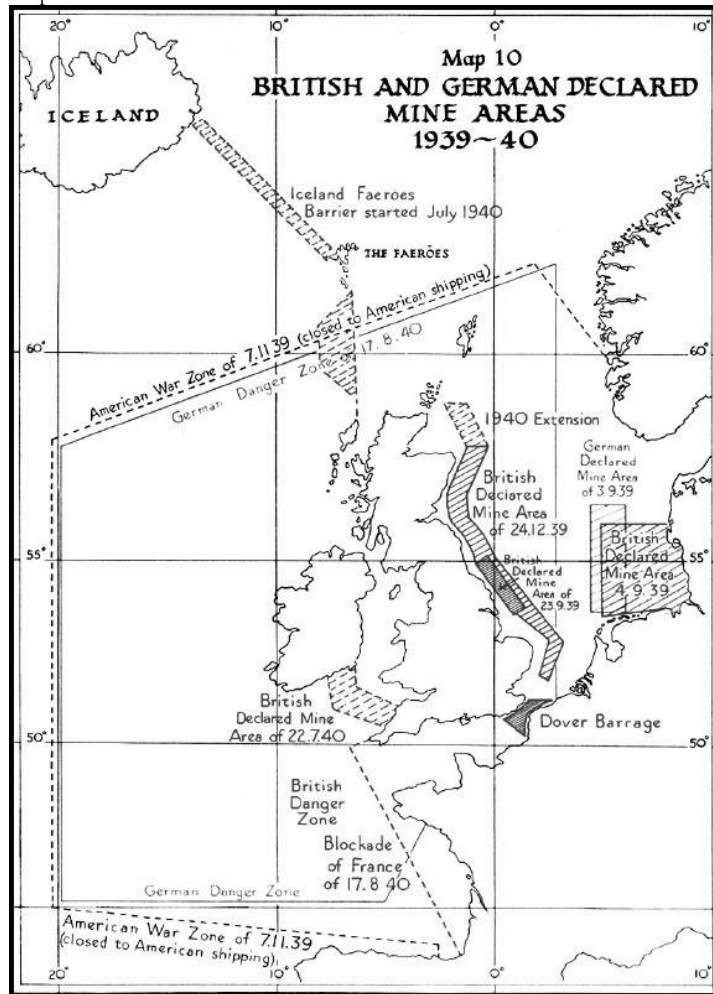 20°
10°
0°
10°
Map 10
BRITISH AND GERMAN DECLARED
MINE AREAS
1939~40
ICELAND
Iceland Faeroes
Barrier started July 1940
THE FAERÖES
American War Zone of 7.11.39 (closed to American shipping)
German Danger Zone 17.8.40
60°
60°
1940 Extension
German
Declared
Mine Area
of 3.9.39
British
Declared
Mine Area
of 24.12.39
British
Declared
Mine Area
4.9.39
55°
55°
British
Declared
Mine
Area of
23.9.39
British
Declared Mine
Area of 22.7.40
Dover Barrage
50°
50°
British
Danger
Zone
Blockade
of France
of 17.8 40
German Danger Zone
American War Zone of 7.11.39
(closed to American shipping)
20°
10°
0°
10°